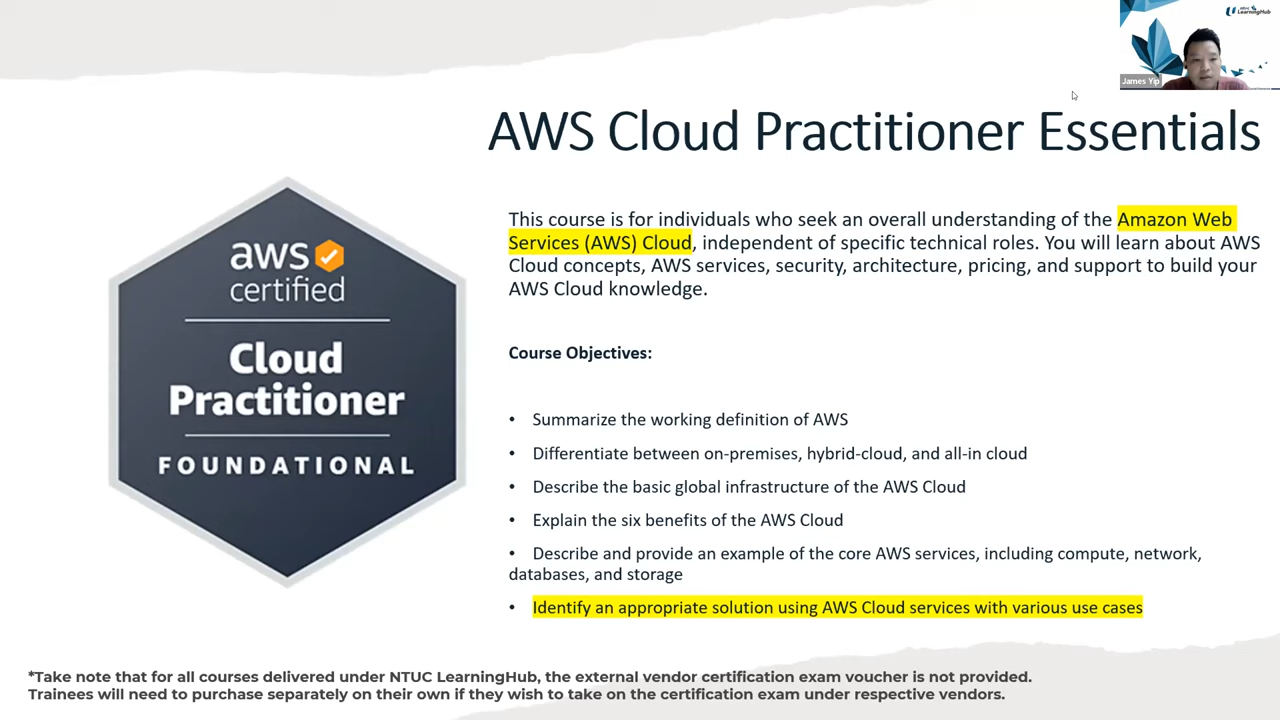 NTUC
LearningHub
James Yip
AWS Cloud Practitioner Essentials
aws
certified
Cloud
Practitioner
FOUNDATIONAL
This course is for individuals who seek an overall understanding of the Amazon Web
Services (AWS) Cloud, independent of specific technical roles. You will learn about AWS
Cloud concepts, AWS services, security, architecture, pricing, and support to build your
AWS Cloud knowledge.
Course Objectives:
• Summarize the working definition of AWS
• Differentiate between on-premises, hybrid-cloud, and all-in cloud
• Describe the basic global infrastructure of the AWS Cloud
• Explain the six benefits of the AWS Cloud
• Describe and provide an example of the core AWS services, including compute, network,
databases, and storage
• Identify an appropriate solution using AWS Cloud services with various use cases
*Take note that for all courses delivered under NTUC LearningHub, the external vendor certification exam voucher is not provided.
Trainees will need to purchase separately on their own if they wish to take on the certification exam under respective vendors.